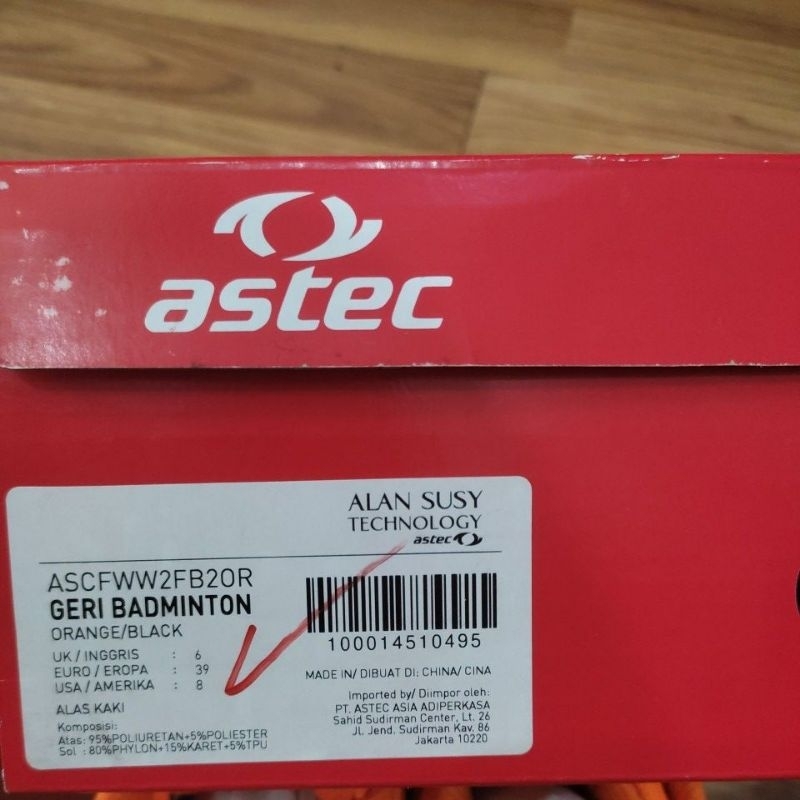 astec
ALAN SUSY
TECHNOLOGY
astec
ASCFWW2FB2OR
GERI BADMINTON
ORANGE/BLACK
UK / INGGRIS : 6
EURO / EROPA : 39
USA / AMERIKA : 8
ALAS KAKI
Komposisi:
Atas: 95%POLIURETAN+5%POLIESTER
Sol : 80%PHYLON+15%KARET+5%TPU
100014510495
MADE IN/ DIBUAT DI: CHINA/ CINA
Imported by/ Diimpor oleh:
PT. ASTEC ASIA ADIPERKASA
Sahid Sudirman Center, Lt. 26
Jl. Jend. Sudirman Kav. 86
Jakarta 10220